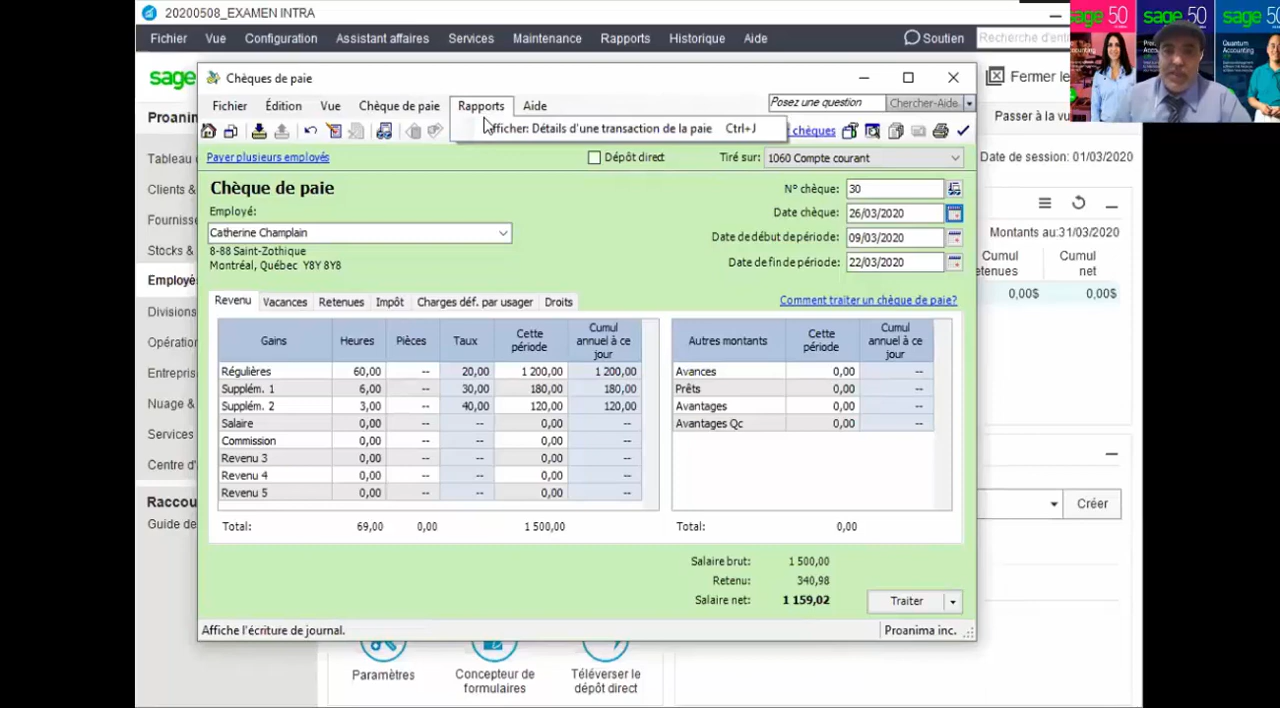 20200508_EXAMEN INTRA
Fichier Vue Configuration Services Rapports Historique Aide Soutien
sage
Chèques de paie
Fermer le
Fichier Édition Vue Chèque de paie Rapports Aide Posez une question Chercher-Aide
Afficher: Détails d'une transaction de la paie Ctrl+J
chèques
Passer à la vu
Payer plusieurs employés
Dépôt direct
Tiré sur: 1060 Compte courant
Date de session: 01/03/2020
Chèque de paie
N° chèque: 30
Employé:
Date chèque: 26/03/2020
Catherine Champlain
Date de début de période: 09/03/2020
Montants au:31/03/2020
8-88 Saint-Zothique
Montréal, Québec Y8Y 8Y8
Date de fin de période: 22/03/2020
Cumul
net
0,00$ 0,00$
Revenu Vacances Retenues Impôt Charges déf. par usager Droits
Comment traiter un chèque de paie?
Gains Heures Pièces Taux Cette période Cumul annuel à ce jour
Régulières 60,00 -- 20,00 1 200,00 1 200,00
Supplém. 1 6,00 -- 30,00 180,00 180,00
Supplém. 2 3,00 -- 40,00 120,00 120,00
Salaire 0,00 -- -- 0,00 --
Commission 0,00 -- -- 0,00 --
Revenu 3 0,00 -- -- 0,00 --
Revenu 4 0,00 -- -- 0,00 --
Revenu 5 0,00 -- -- 0,00 --
Total: 69,00 0,00 1 500,00
Autres montants Cette période Cumul annuel à ce jour
Avances 0,00 --
Prêts 0,00 --
Avantages 0,00 --
Avantages Qc 0,00 --
Total: 0,00
Créer
Salaire brut: 1 500,00
Retenu: 340,98
Salaire net: 1 159,02
Traiter
Affiche l'écriture de journal.
Proanima inc.
Proanim
Tableau
Clients &
Fourniss
Stocks &
Employé
Divisions
Opératio
Entrepris
Nuage &
Services
Centre d'
Raccou
Guide de
Paramètres
Concepteur de
formulaires
Téléverser le
dépôt direct
sage 50
sage 50
sage 50
Quantum
Accounting